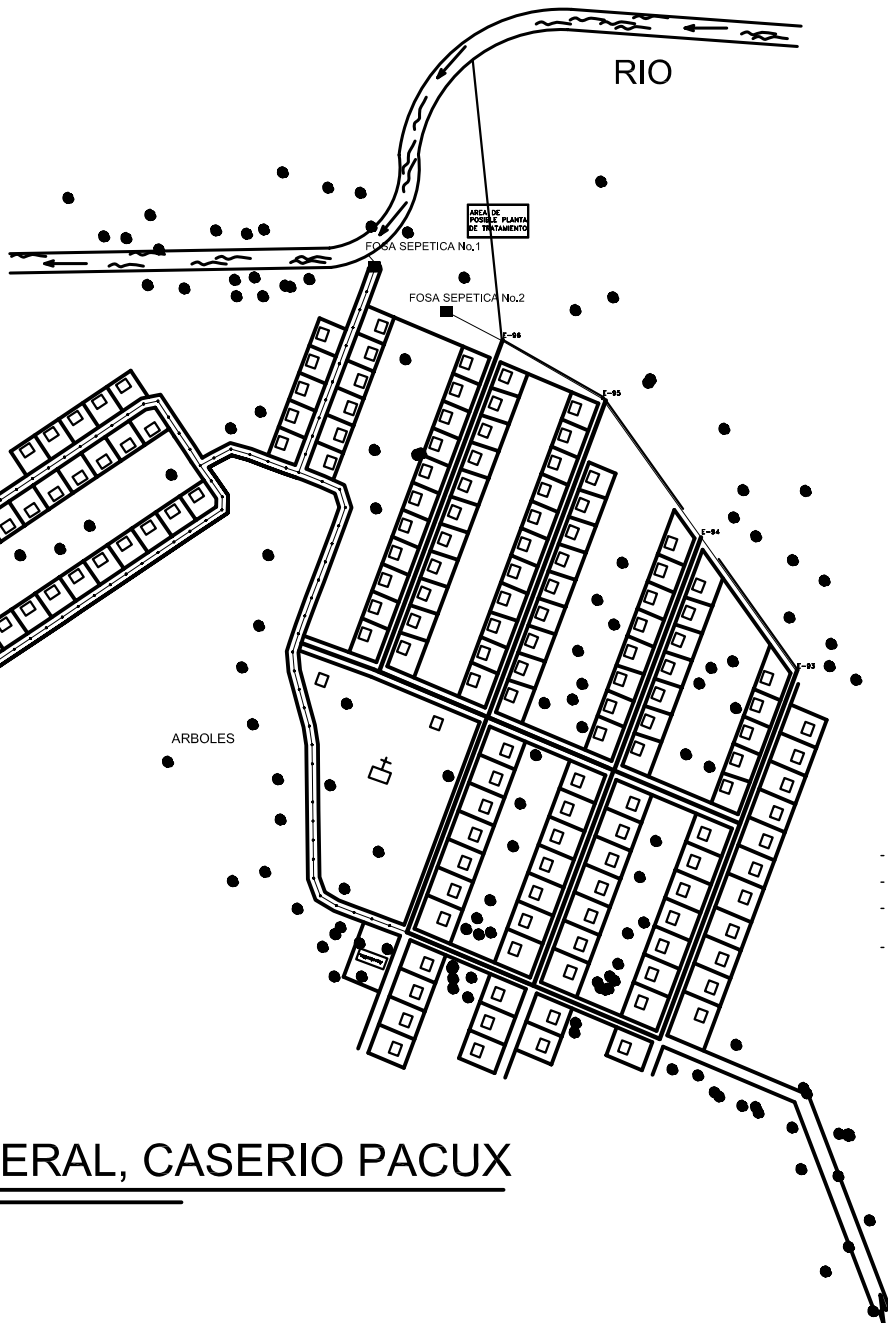 RIO
AREA DE
POSIBLE PLANTA
DE TRATAMIENTO
FOSA SEPETICA No.1
FOSA SEPETICA No.2
E-96
E-95
E-94
E-93
ARBOLES
ERAL, CASERIO PACUX